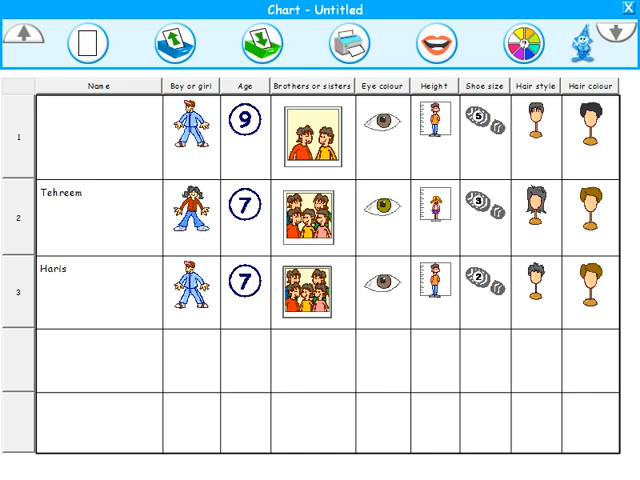 Chart - Untitled X
?
Name Boy or girl Age Brothers or sisters Eye colour Height Shoe size Hair style Hair colour
1 9 5
Tehreem
2 7 3
Haris
3 7 2